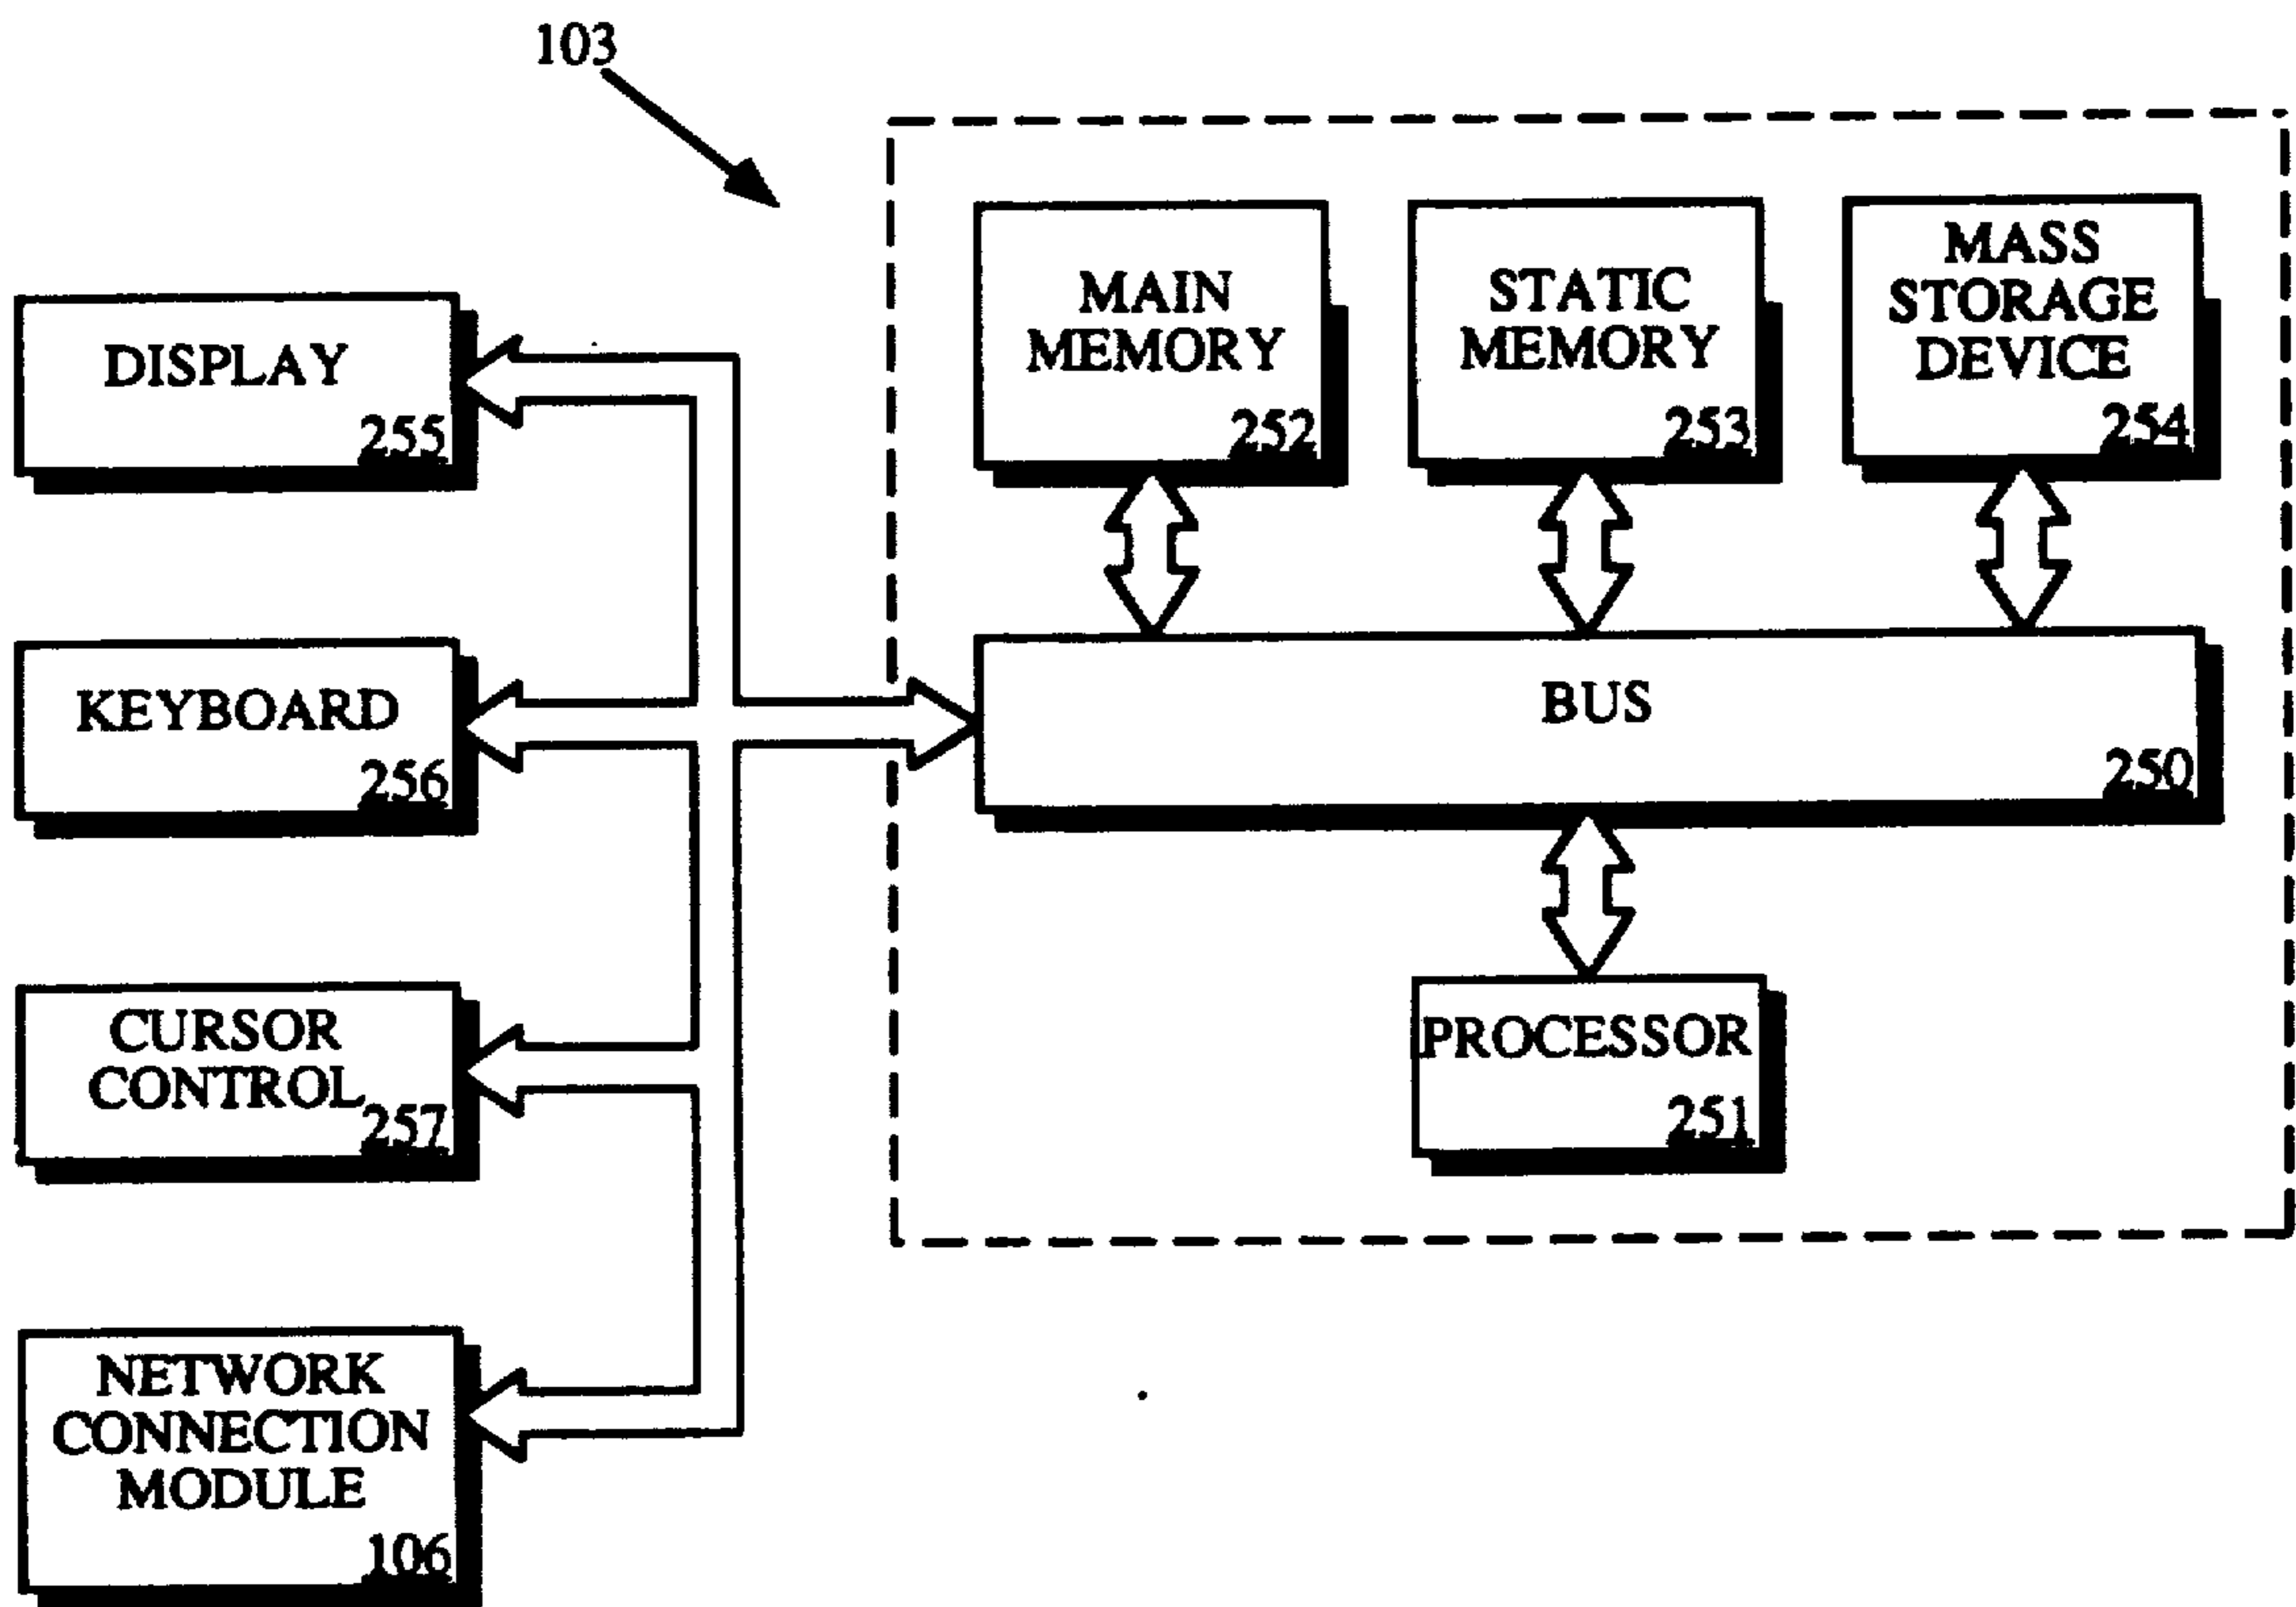 103
MAIN
MEMORY
252
STATIC
MEMORY
253
MASS
STORAGE
DEVICE
254
DISPLAY
255
KEYBOARD
256
BUS
250
CURSOR
CONTROL
257
PROCESSOR
251
NETWORK
CONNECTION
MODULE
106